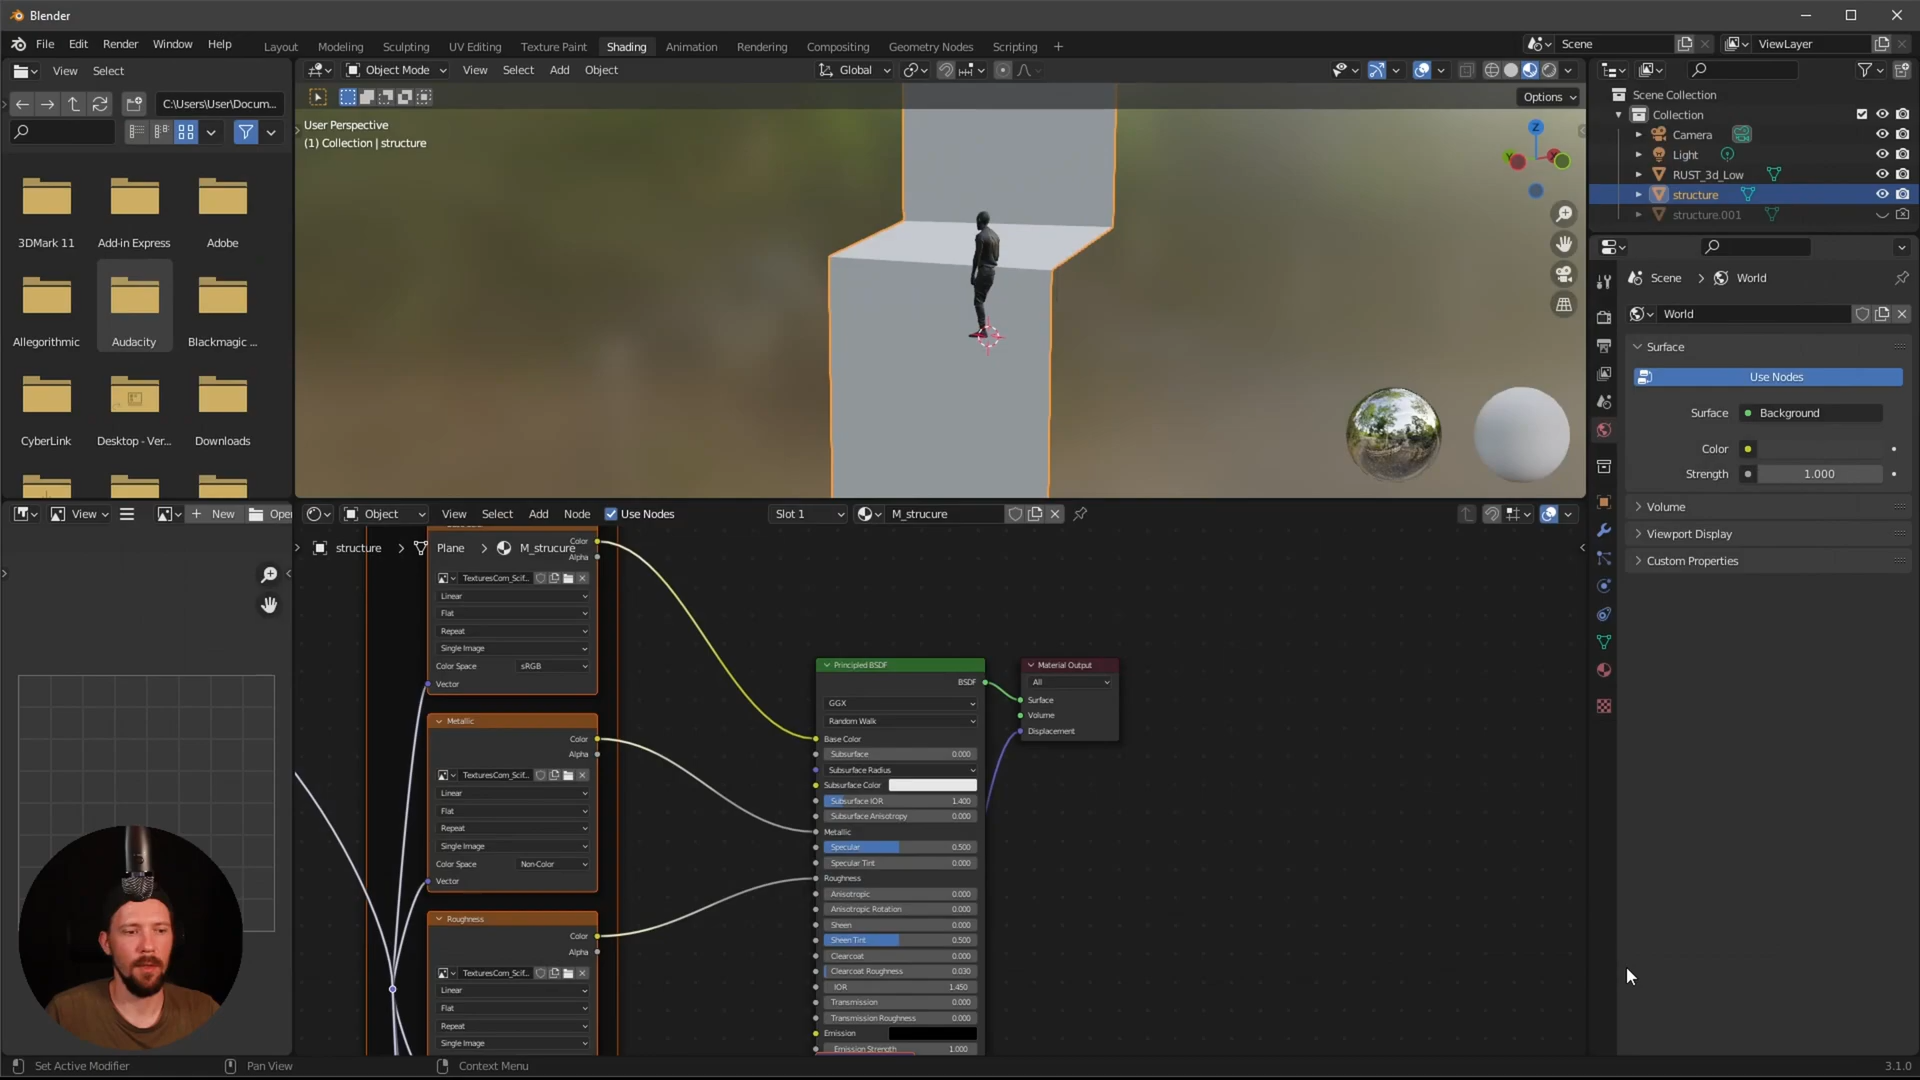 Blender
File Edit Render Window Help
Layout Modeling Sculpting UV Editing Texture Paint Shading Animation Rendering Compositing Geometry Nodes Scripting +
Scene
ViewLayer
View Select
Object Mode View Select Add Object
Global
C:\Users\User\Docum...
Options
User Perspective
(1) Collection | structure
Z
Scene Collection
Collection
Camera
Light
RUST_3d_Low
structure
structure.001
3DMark 11 Add-in Express Adobe
Allegorithmic Audacity Blackmagic ...
CyberLink Desktop - Ver... Downloads
Scene > World
World
Surface
Use Nodes
Surface Background
Color
Strength 1.000
Volume
Viewport Display
Custom Properties
View + New Open
Object View Select Add Node Use Nodes Slot 1 M_strucure
structure > Plane > M_strucure
Color
Alpha
TexturesCom_Scif...
Linear
Flat
Repeat
Single Image
Color Space sRGB
Vector
Metallic
Color
Alpha
TexturesCom_Scif...
Linear
Flat
Repeat
Single Image
Color Space Non-Color
Vector
Roughness
Color
Alpha
TexturesCom_Scif...
Linear
Flat
Repeat
Single Image
Principled BSDF
BSDF
GGX
Random Walk
Base Color
Subsurface 0.000
Subsurface Radius
Subsurface Color
Subsurface IOR 1.400
Subsurface Anisotropy 0.000
Metallic
Specular 0.500
Specular Tint 0.000
Roughness
Anisotropic 0.000
Anisotropic Rotation 0.000
Sheen 0.000
Sheen Tint 0.500
Clearcoat 0.000
Clearcoat Roughness 0.030
IOR 1.450
Transmission 0.000
Transmission Roughness 0.000
Emission
Emission Strength 1.000
Material Output
All
Surface
Volume
Displacement
Set Active Modifier Pan View Context Menu 3.1.0